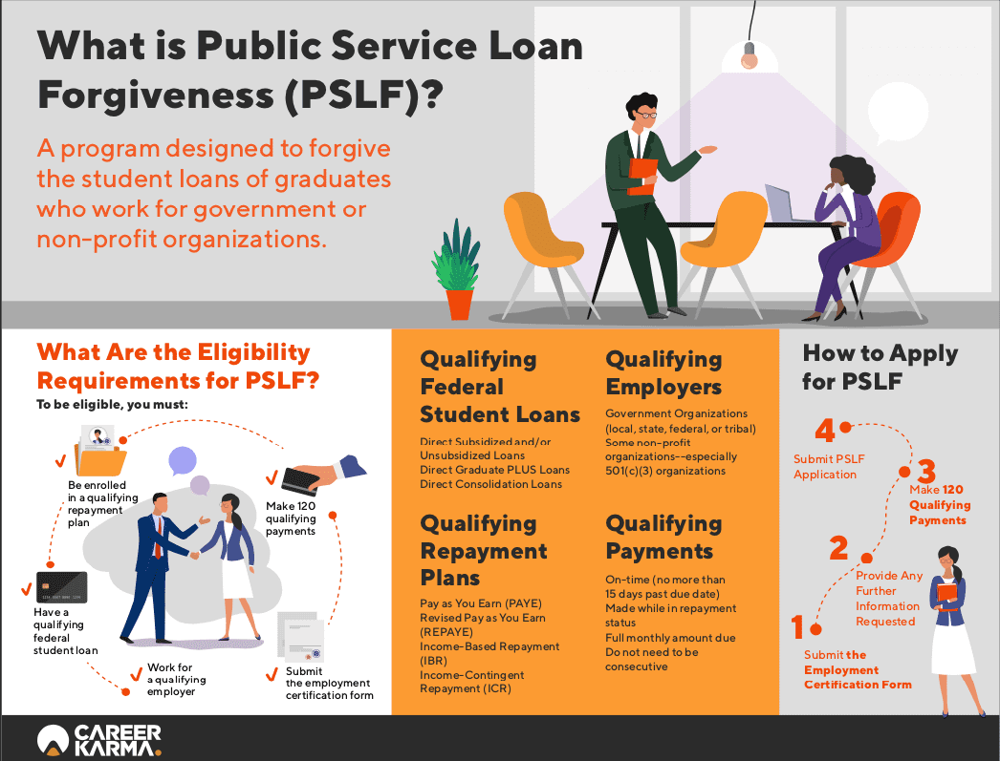 What is Public Service Loan
Forgiveness (PSLF)?
A program designed to forgive
the student loans of graduates
who work for government or
non-profit organizations.
What Are the Eligibility
Requirements for PSLF?
To be eligible, you must:
Be enrolled
in a qualifying
repayment
plan
Make 120
qualifying
payments
Have a
qualifying
federal
student loan
Work for
a qualifying
employer
Submit
the employment
certification form
Qualifying
Federal
Student Loans
Direct Subsidized and/or
Unsubsidized Loans
Direct Graduate PLUS Loans
Direct Consolidation Loans
Qualifying
Employers
Government Organizations
(local, state, federal, or tribal)
Some non-profit
organizations--especially
501(c)(3) organizations
Qualifying
Repayment
Plans
Pay as You Earn (PAYE)
Revised Pay as You Earn
(REPAYE)
Income-Based Repayment
(IBR)
Income-Contingent
Repayment (ICR)
Qualifying
Payments
On-time (no more than
15 days past due date)
Made while in repayment
status
Full monthly amount due
Do not need to be
consecutive
How to Apply
for PSLF
4
Submit PSLF
Application
3
Make 120
Qualifying
Payments
2
Provide Any
Further
Information
Requested
1
Submit the
Employment
Certification Form
CAREER
KARMA.